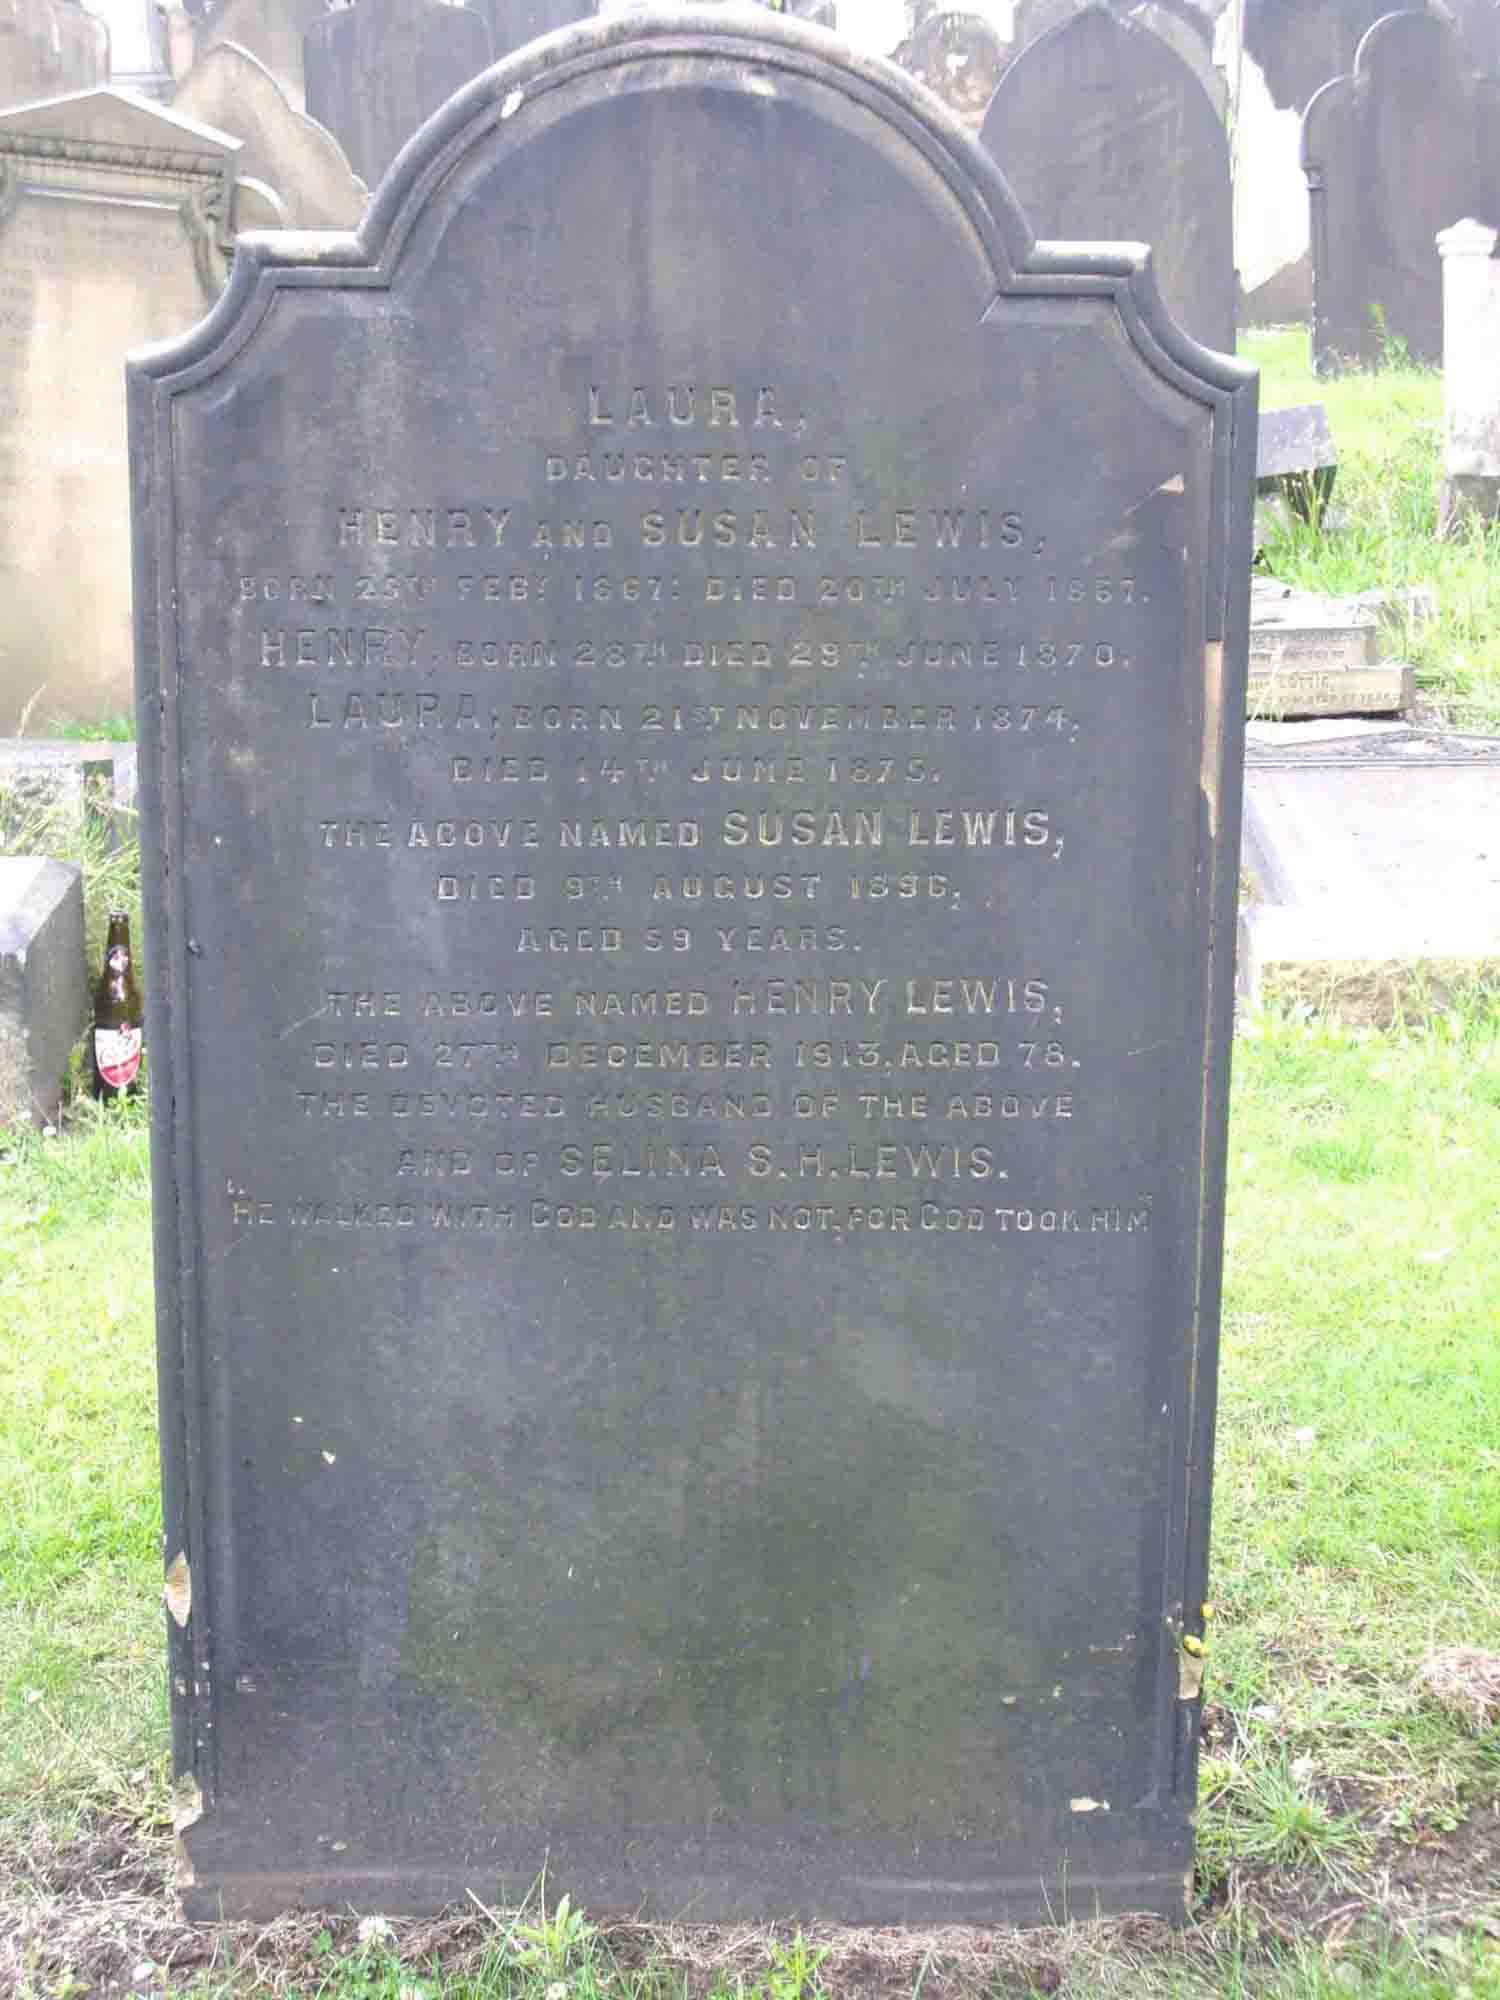 LAURA,
DAUGHTER OF
HENRY AND SUSAN LEWIS,
BORN 25TH FEBY 1867: DIED 20TH JULY 1867.
HENRY, BORN 28TH DIED 29TH JUNE 1870.
LAURA, BORN 21ST NOVEMBER 1874,
DIED 14TH JUNE 1875.
THE ABOVE NAMED SUSAN LEWIS,
DIED 9TH AUGUST 1896,
AGED 59 YEARS.
THE ABOVE NAMED HENRY LEWIS,
DIED 27TH DECEMBER 1913, AGED 78.
THE DEVOTED HUSBAND OF THE ABOVE
AND OF SELINA S.H. LEWIS.
"HE WALKED WITH GOD AND WAS NOT, FOR GOD TOOK HIM"
LOTTIE,